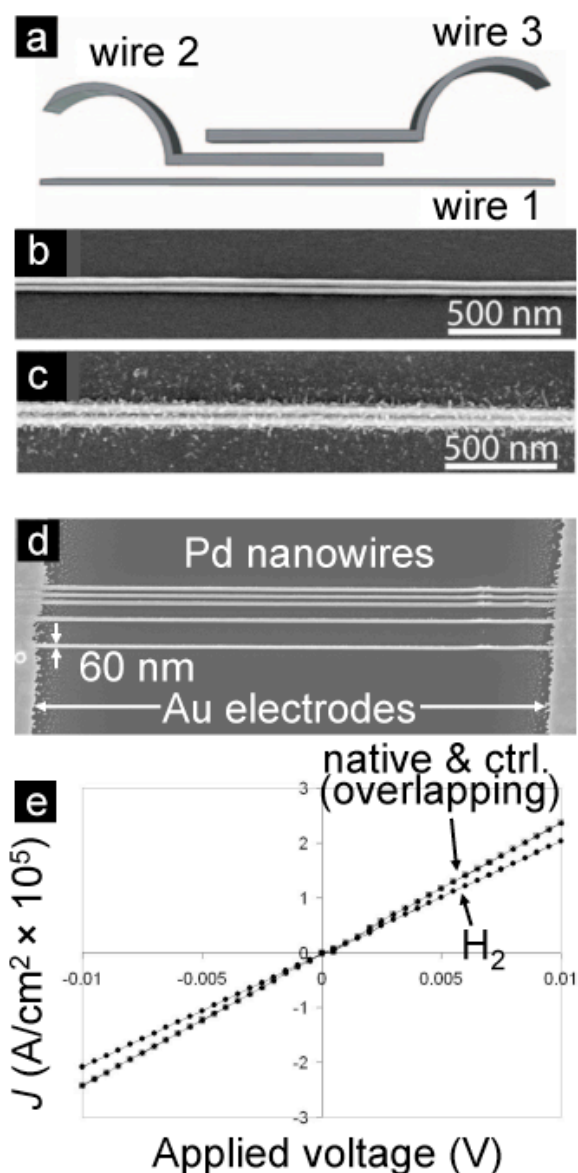 a
wire 2
wire 3
wire 1
b
500 nm
c
500 nm
d
Pd nanowires
60 nm
Au electrodes
e
native & ctrl.
(overlapping)
H₂
3
2
1
0
-1
-2
-3
-0.01
-0.005
0
0.005
0.01
J (A/cm² × 10⁵)
Applied voltage (V)